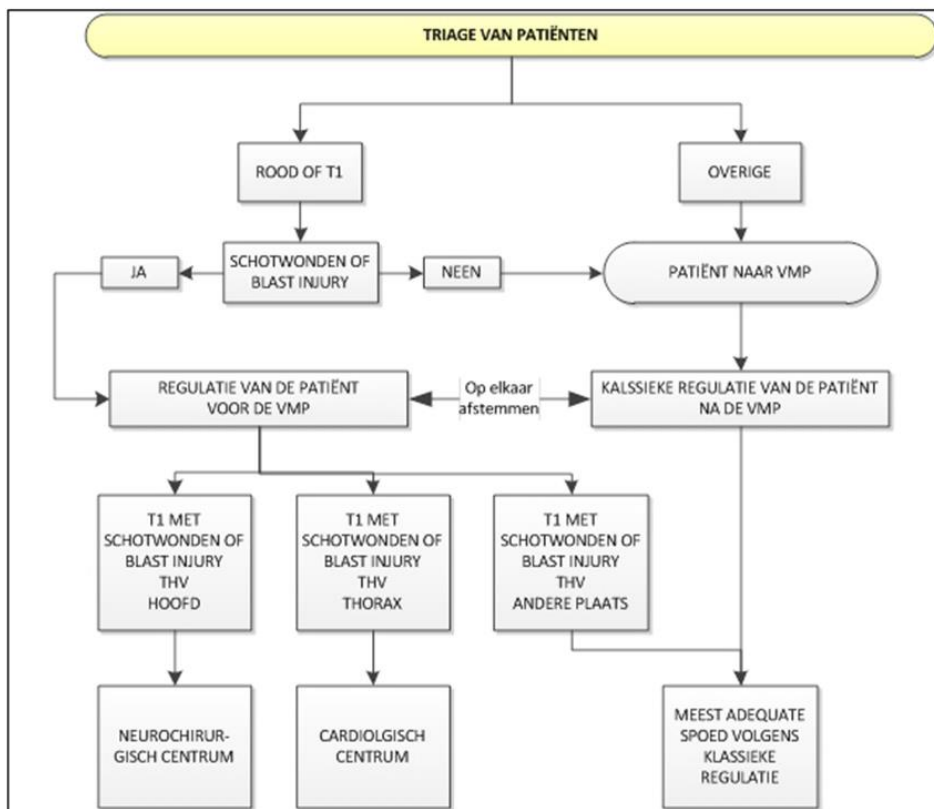 TRIAGE VAN PATIËNTEN
ROOD OF T1
OVERIGE
JA
SCHOTWONDEN OF
BLAST INJURY
NEEN
PATIËNT NAAR VMP
REGULATIE VAN DE PATIËNT
VOOR DE VMP
Op elkaar
afstemmen
KALSSIEKE REGULATIE VAN DE PATIËNT
NA DE VMP
T1 MET
SCHOTWONDEN OF
BLAST INJURY
THV
HOOFD
T1 MET
SCHOTWONDEN OF
BLAST INJURY
THV
THORAX
T1 MET
SCHOTWONDEN OF
BLAST INJURY
THV
ANDERE PLAATS
NEUROCHIRUR-
GISCH CENTRUM
CARDIOLGISCH
CENTRUM
MEEST ADEQUATE
SPOED VOLGENS
KLASSIEKE
REGULATIE